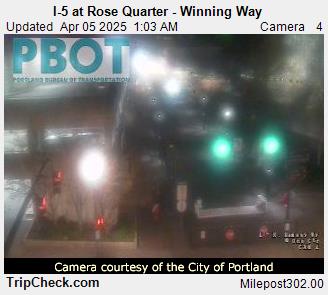 I-5 at Rose Quarter - Winning Way
Updated Apr 05 2025 1:03 AM Camera 4
PBOT
PORTLAND BUREAU OF TRANSPORTATION
Camera courtesy of the City of Portland
TripCheck.com Milepost302.00